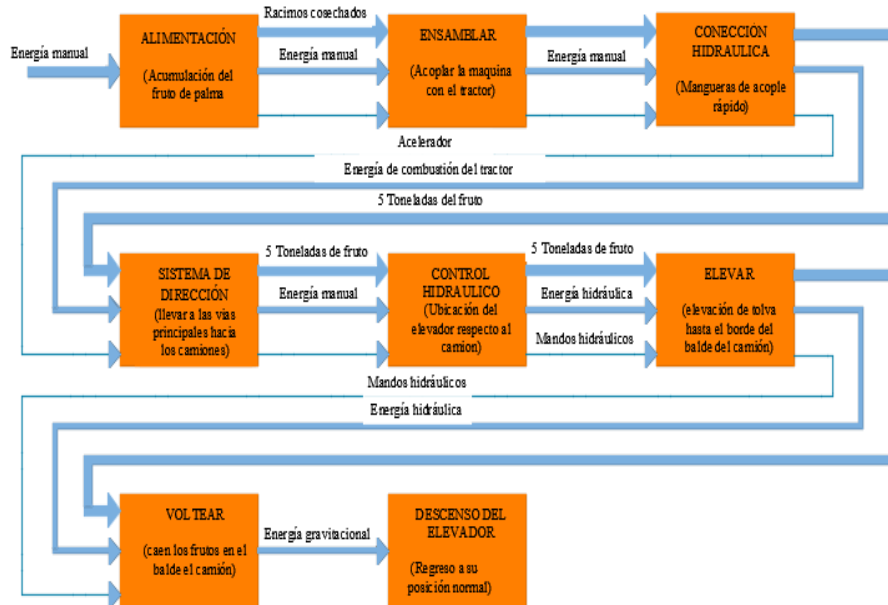 Racimos cosechados
Energía manual
ALIMENTACIÓN
(Acumulación del
fruto de palma
Energía manual
ENSAMBLAR
(Acoplar la maquina
con el tractor)
Energía manual
CONECCIÓN
HIDRAULICA
(Mangueras de acople
rápido)
Acelerador
Energía de combustión del tractor
5 Toneladas del fruto
SISTEMA DE
DIRECCIÓN
(llevar a las vías
principales hacia
los camiones)
5 Toneladas de fruto
Energía manual
CONTROL
HIDRAULICO
(Ubicación del
elevador respecto al
camion)
5 Toneladas de fruto
Energía hidráulica
Mandos hidráulicos
ELEVAR
(elevación de tolva
hasta el borde del
balde del camión)
Mandos hidráulicos
Energía hidráulica
VOLTEAR
(caen los frutos en el
balde el camión)
Energía gravitacional
DESCENSO DEL
ELEVADOR
(Regreso a su
posición normal)